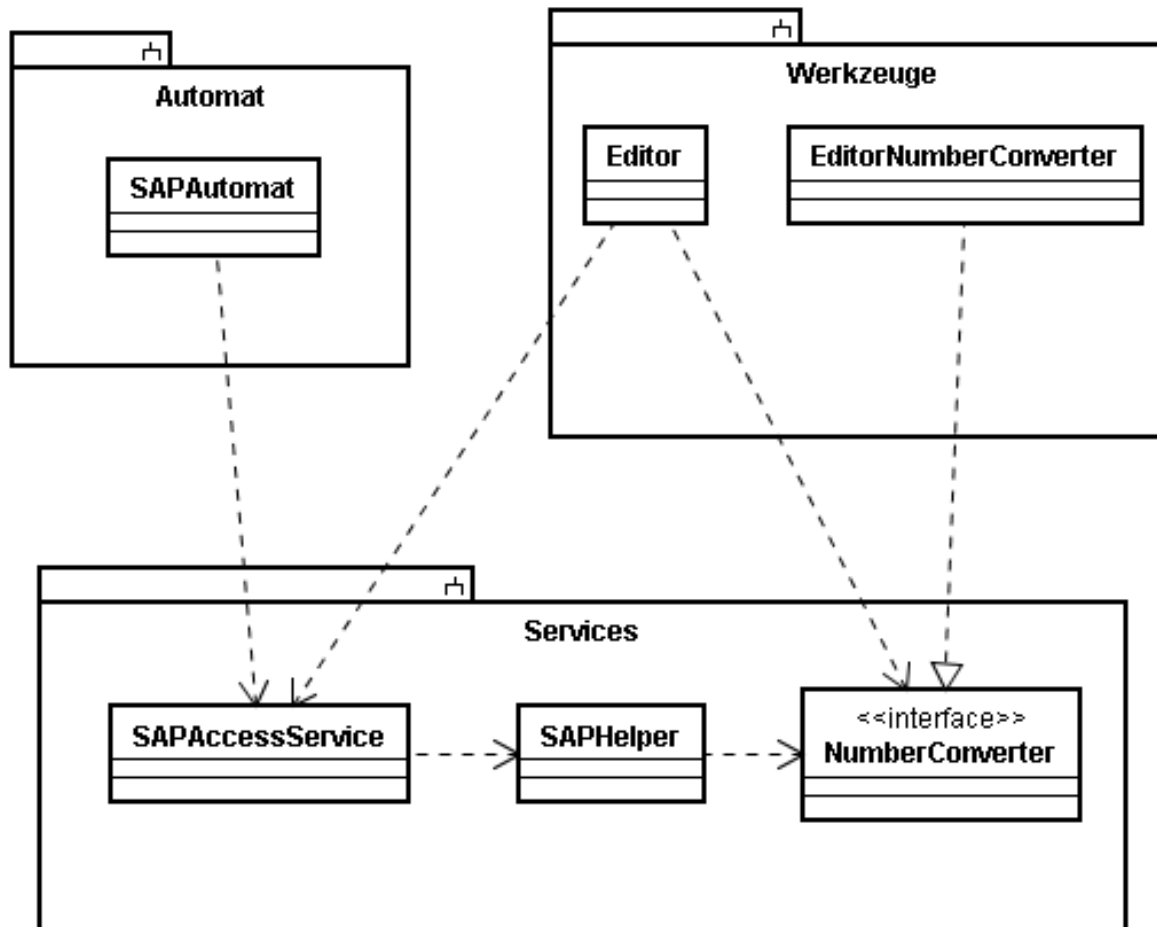 Automat
SAPAutomat
Werkzeuge
Editor
EditorNumberConverter
Services
SAPAccessService
SAPHelper
<<interface>>
NumberConverter